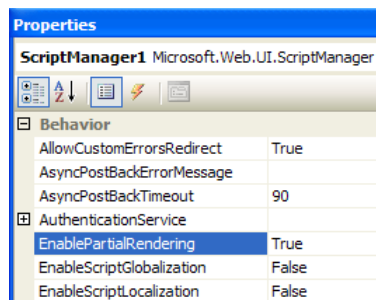 Properties
ScriptManager1 Microsoft.Web.UI.ScriptManager
Behavior
AllowCustomErrorsRedirect True
AsyncPostBackErrorMessage
AsyncPostBackTimeout 90
AuthenticationService
EnablePartialRendering True
EnableScriptGlobalization False
EnableScriptLocalization False